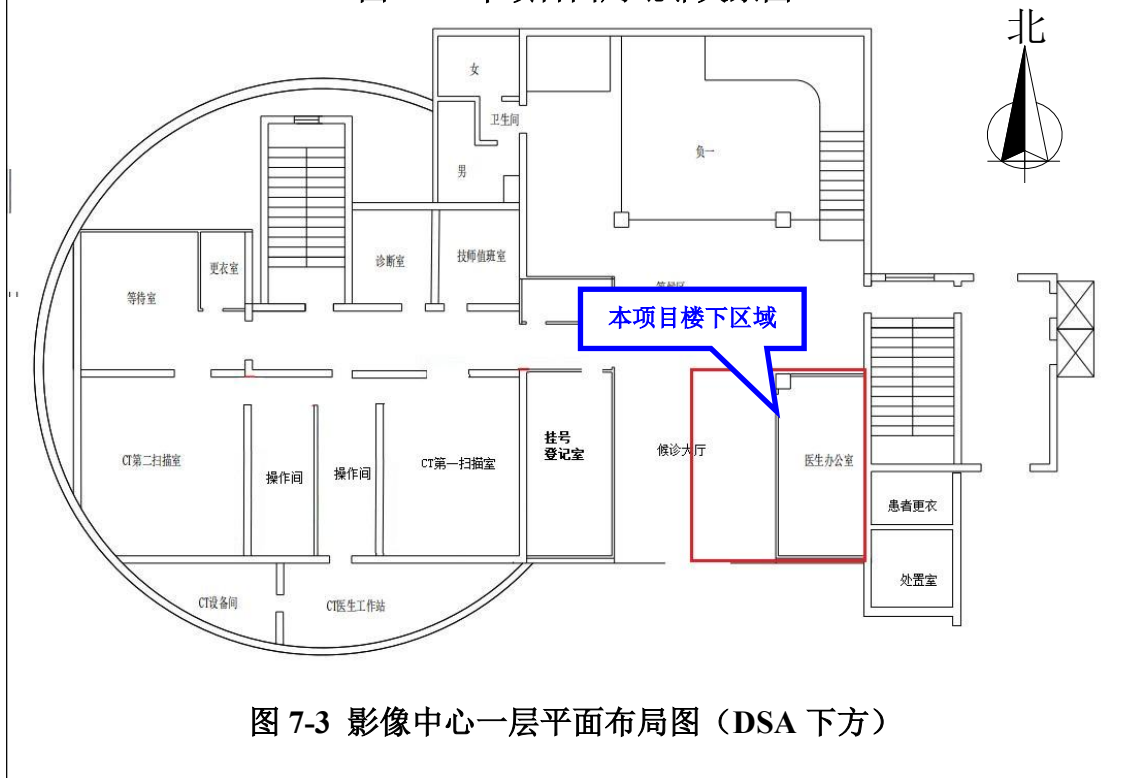 北
女
卫生间
男
负一
诊断室
技师值班室
更衣室
等待室
本项目楼下区域
挂号
登记室
候诊大厅
医生办公室
CT第二扫描室
操作间
操作间
CT第一扫描室
患者更衣
处置室
CT设备间
CT医生工作站
图 7-3 影像中心一层平面布局图（DSA 下方）